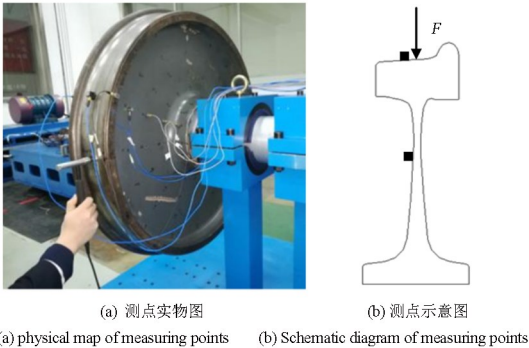 F
(a) 测点实物图
(b) 测点示意图
(a) physical map of measuring points
(b) Schematic diagram of measuring points